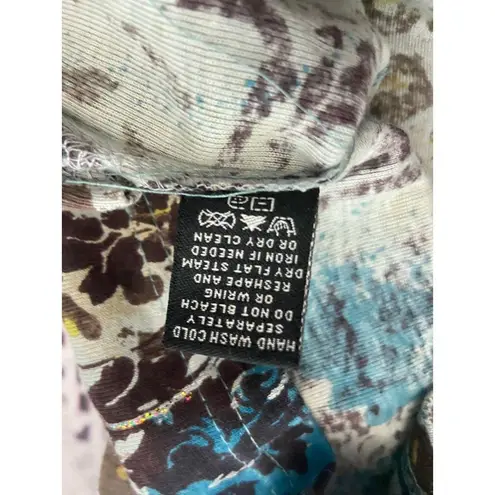 HAND WASH COLD
SEPARATELY
DO NOT BLEACH
OR WRING
RESHAPE AND
DRY FLAT STEAM
IRON IF NEEDED
OR DRY CLEAN